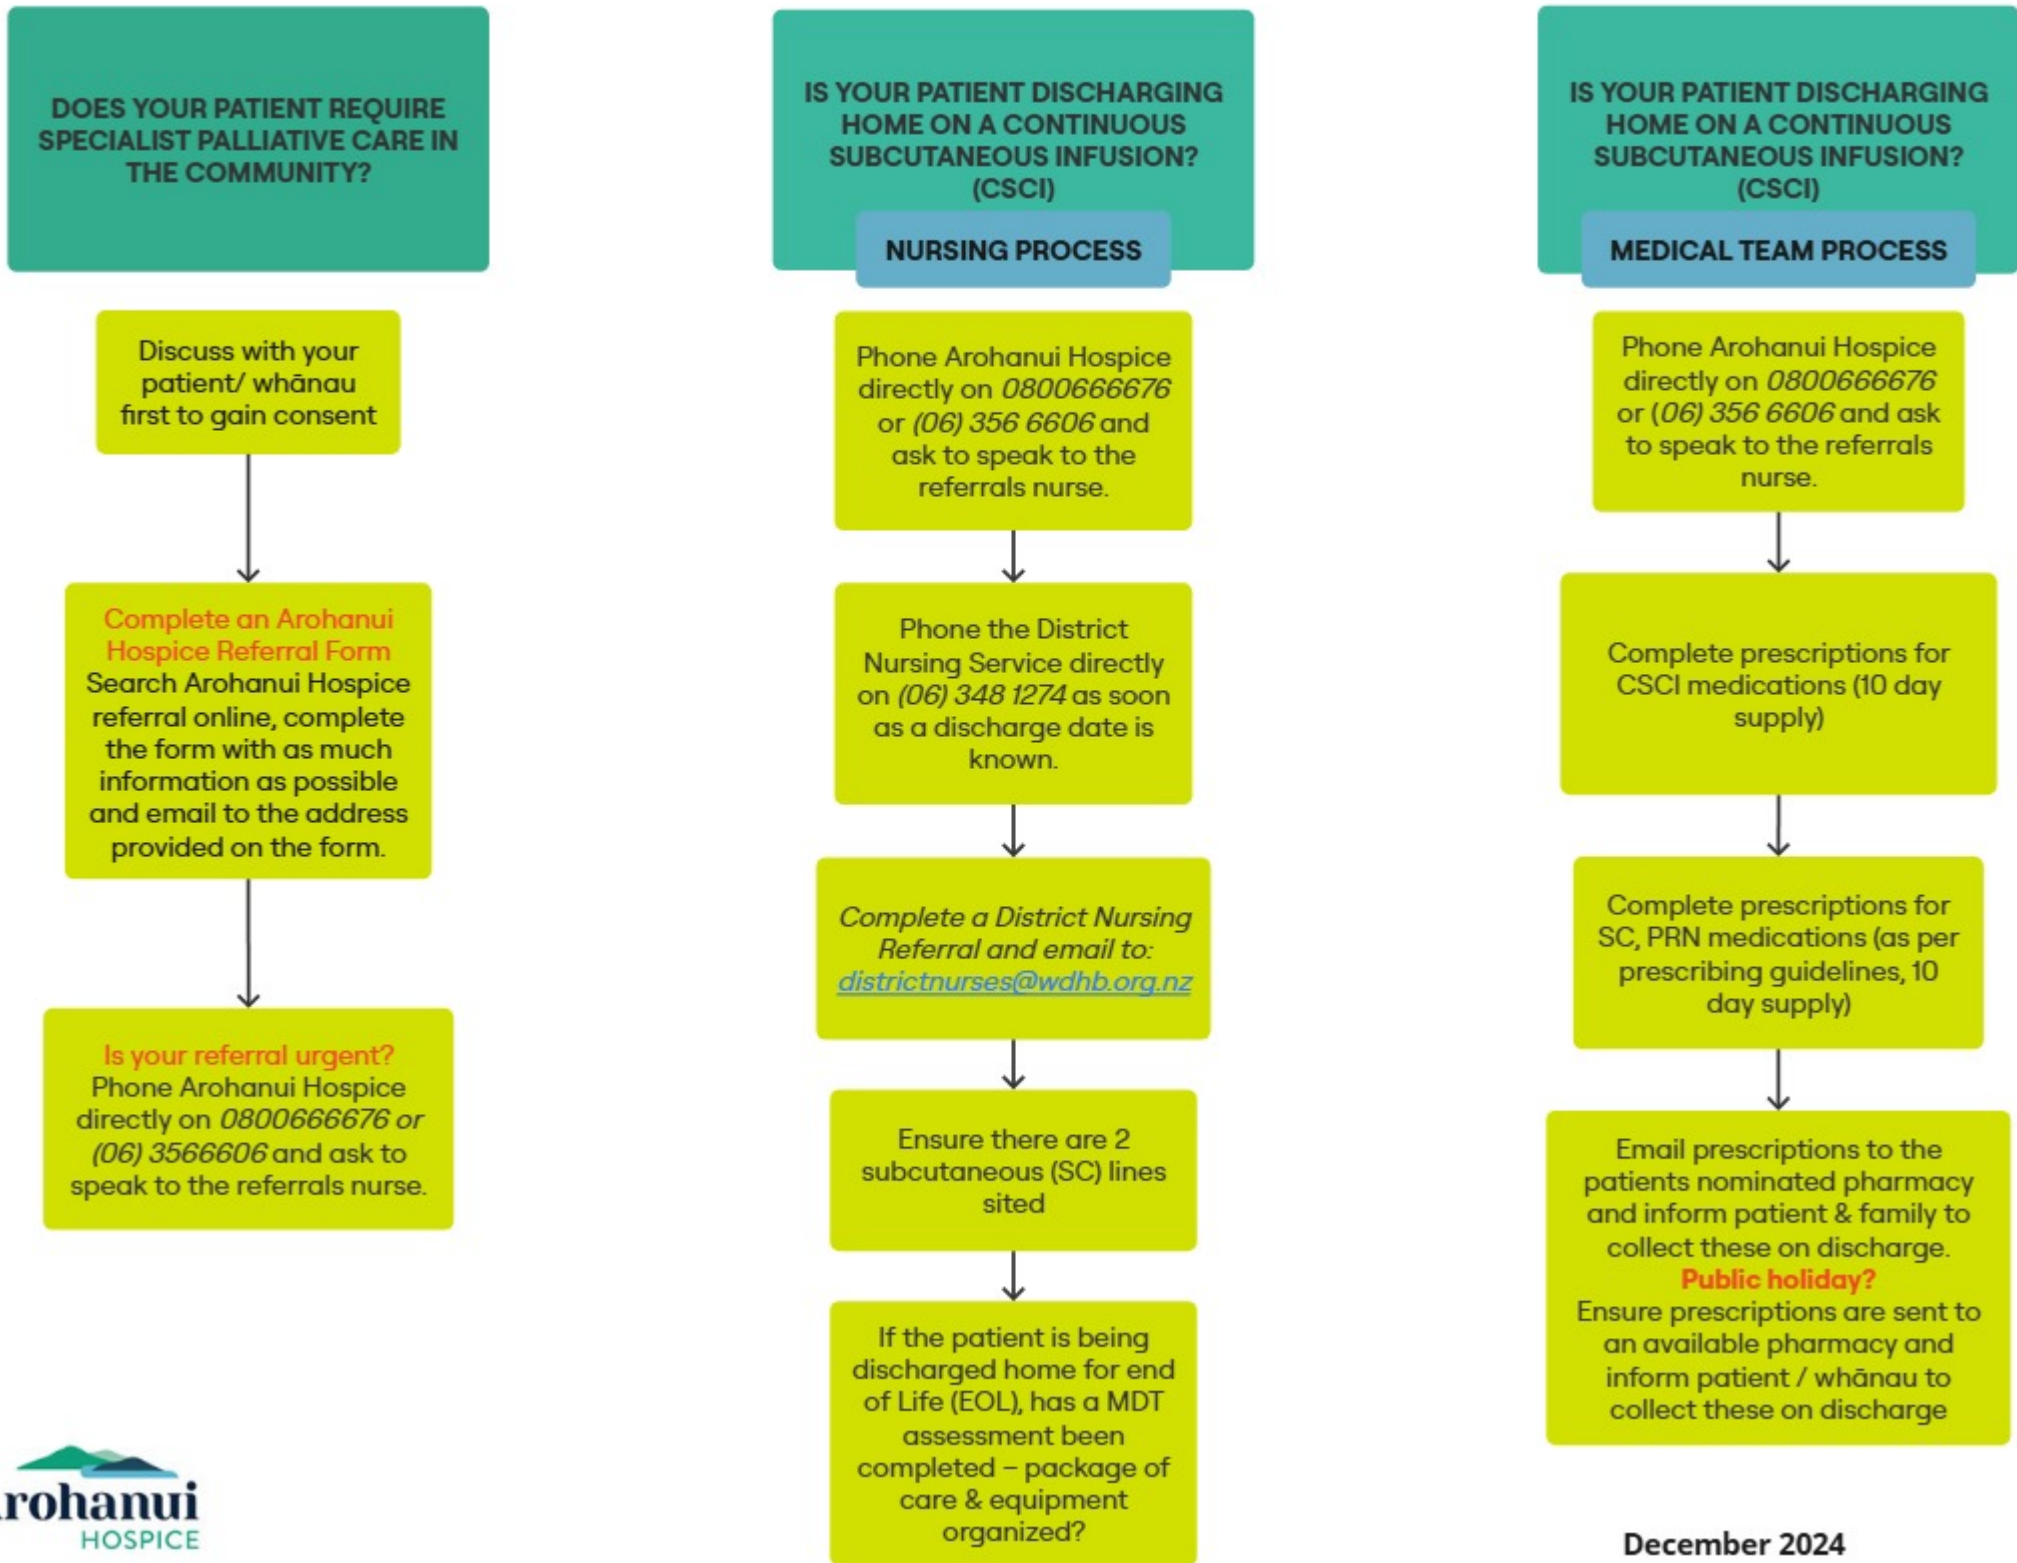 DOES YOUR PATIENT REQUIRE
SPECIALIST PALLIATIVE CARE IN
THE COMMUNITY?
Discuss with your
patient/ whānau
first to gain consent
Complete an Arohanui
Hospice Referral Form
Search Arohanui Hospice
referral online, complete
the form with as much
information as possible
and email to the address
provided on the form.
Is your referral urgent?
Phone Arohanui Hospice
directly on 0800666676 or
(06) 3566606 and ask to
speak to the referrals nurse.
IS YOUR PATIENT DISCHARGING
HOME ON A CONTINUOUS
SUBCUTANEOUS INFUSION?
(CSCI)
NURSING PROCESS
Phone Arohanui Hospice
directly on 0800666676
or (06) 356 6606 and
ask to speak to the
referrals nurse.
Phone the District
Nursing Service directly
on (06) 348 1274 as soon
as a discharge date is
known.
Complete a District Nursing
Referral and email to:
districtnurses@wdhb.org.nz
Ensure there are 2
subcutaneous (SC) lines
sited
If the patient is being
discharged home for end
of Life (EOL), has a MDT
assessment been
completed – package of
care & equipment
organized?
IS YOUR PATIENT DISCHARGING
HOME ON A CONTINUOUS
SUBCUTANEOUS INFUSION?
(CSCI)
MEDICAL TEAM PROCESS
Phone Arohanui Hospice
directly on 0800666676
or (06) 356 6606 and ask
to speak to the referrals
nurse.
Complete prescriptions for
CSCI medications (10 day
supply)
Complete prescriptions for
SC, PRN medications (as per
prescribing guidelines, 10
day supply)
Email prescriptions to the
patients nominated pharmacy
and inform patient & family to
collect these on discharge.
Public holiday?
Ensure prescriptions are sent to
an available pharmacy and
inform patient / whānau to
collect these on discharge
rohanui
HOSPICE
December 2024